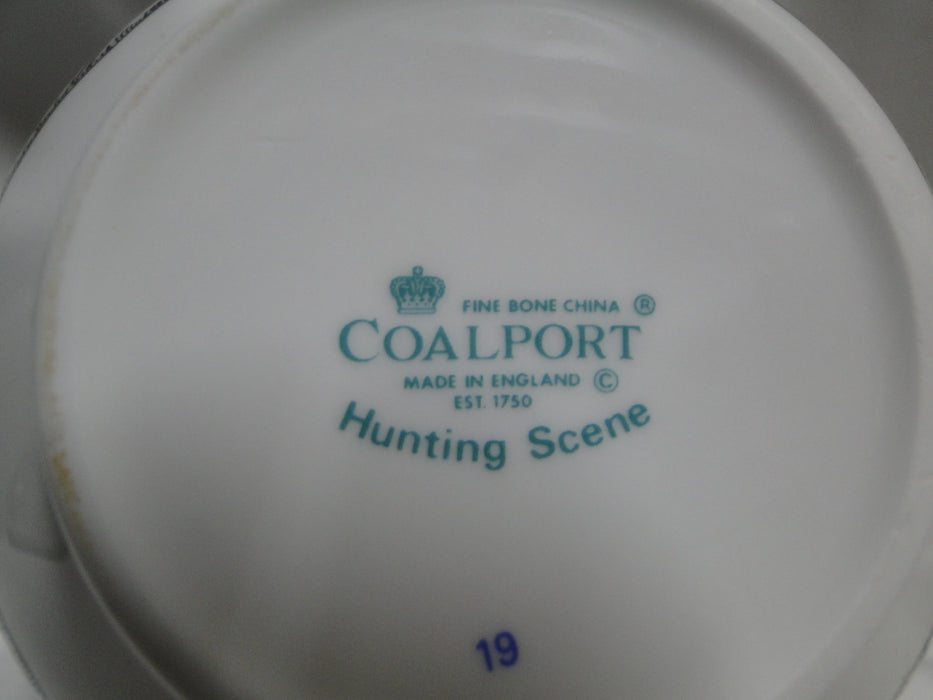 FINE BONE CHINA ®
COALPORT
MADE IN ENGLAND ©
EST. 1750
Hunting Scene
19